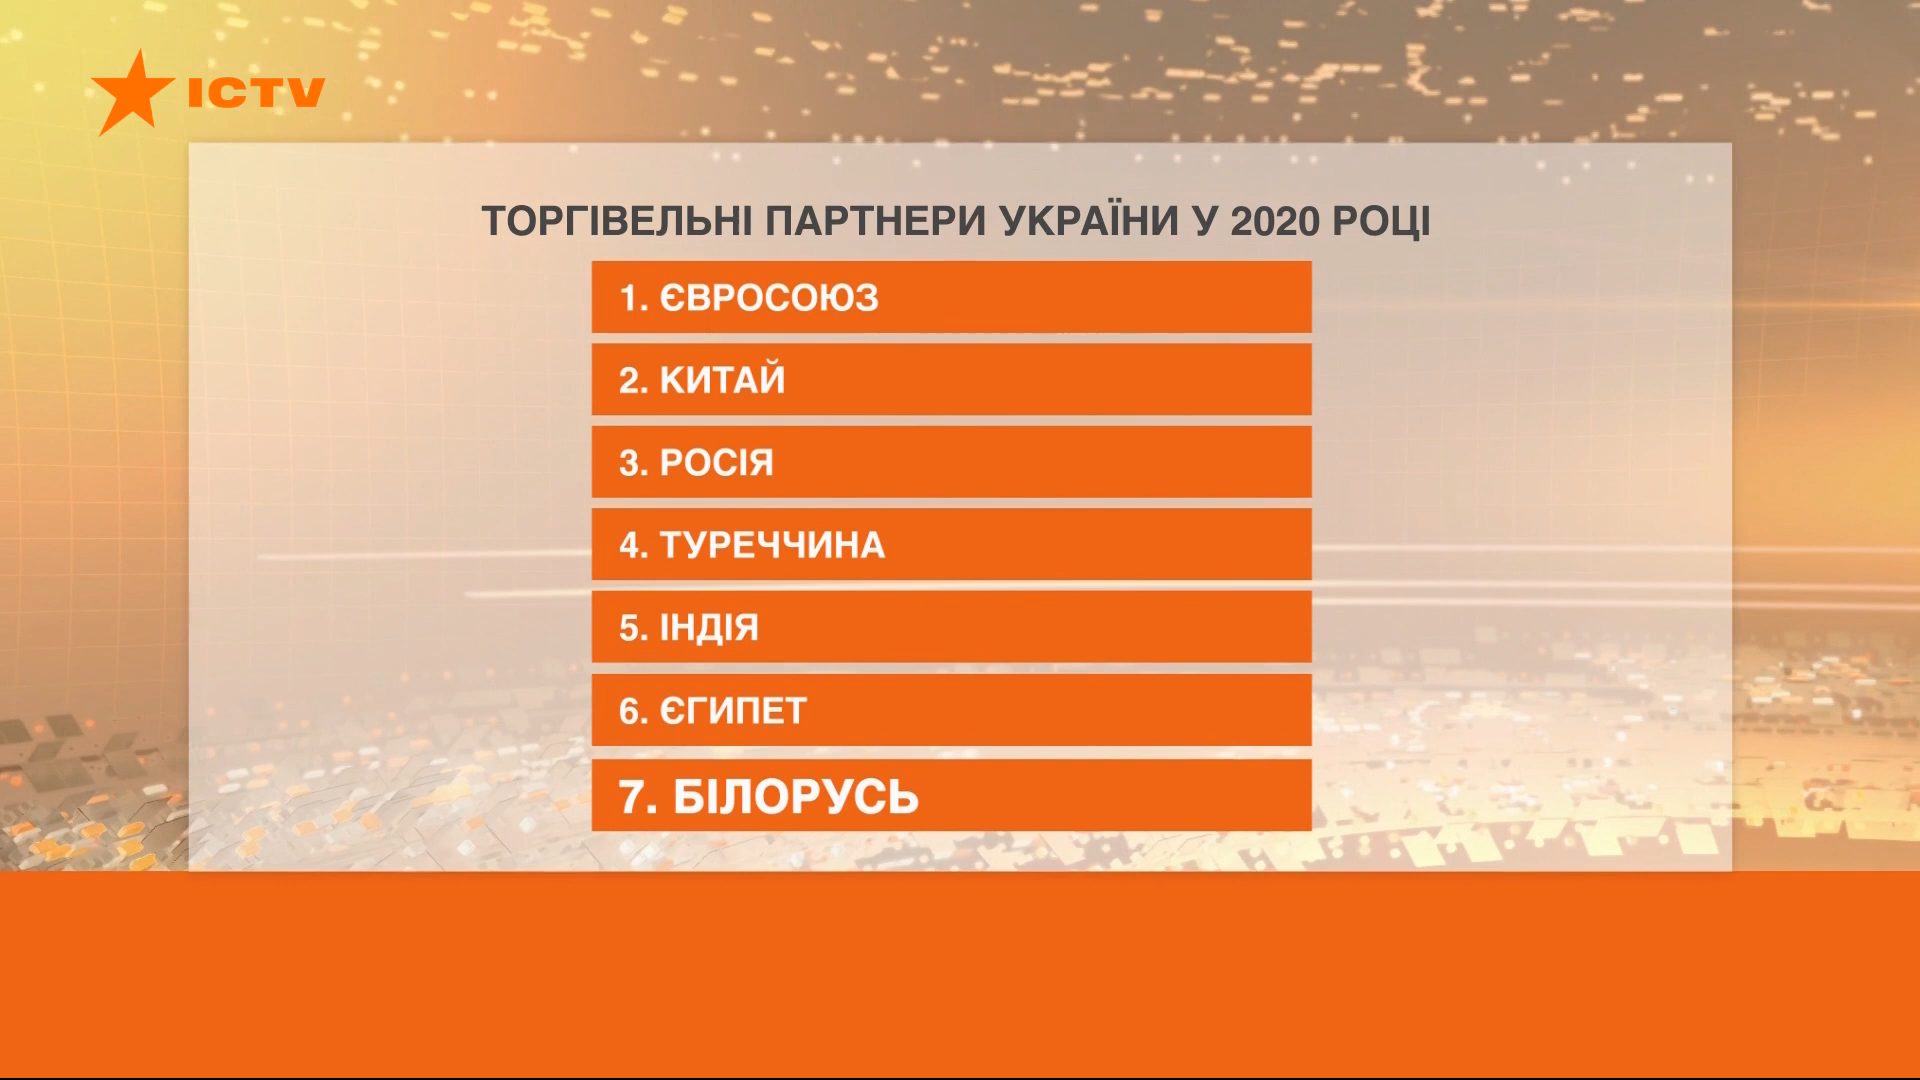 ICTV
ТОРГІВЕЛЬНІ ПАРТНЕРИ УКРАЇНИ У 2020 РОЦІ
1. ЄВРОСОЮЗ
2. КИТАЙ
3. РОСІЯ
4. ТУРЕЧЧИНА
5. ІНДІЯ
6. ЄГИПЕТ
7. БІЛОРУСЬ